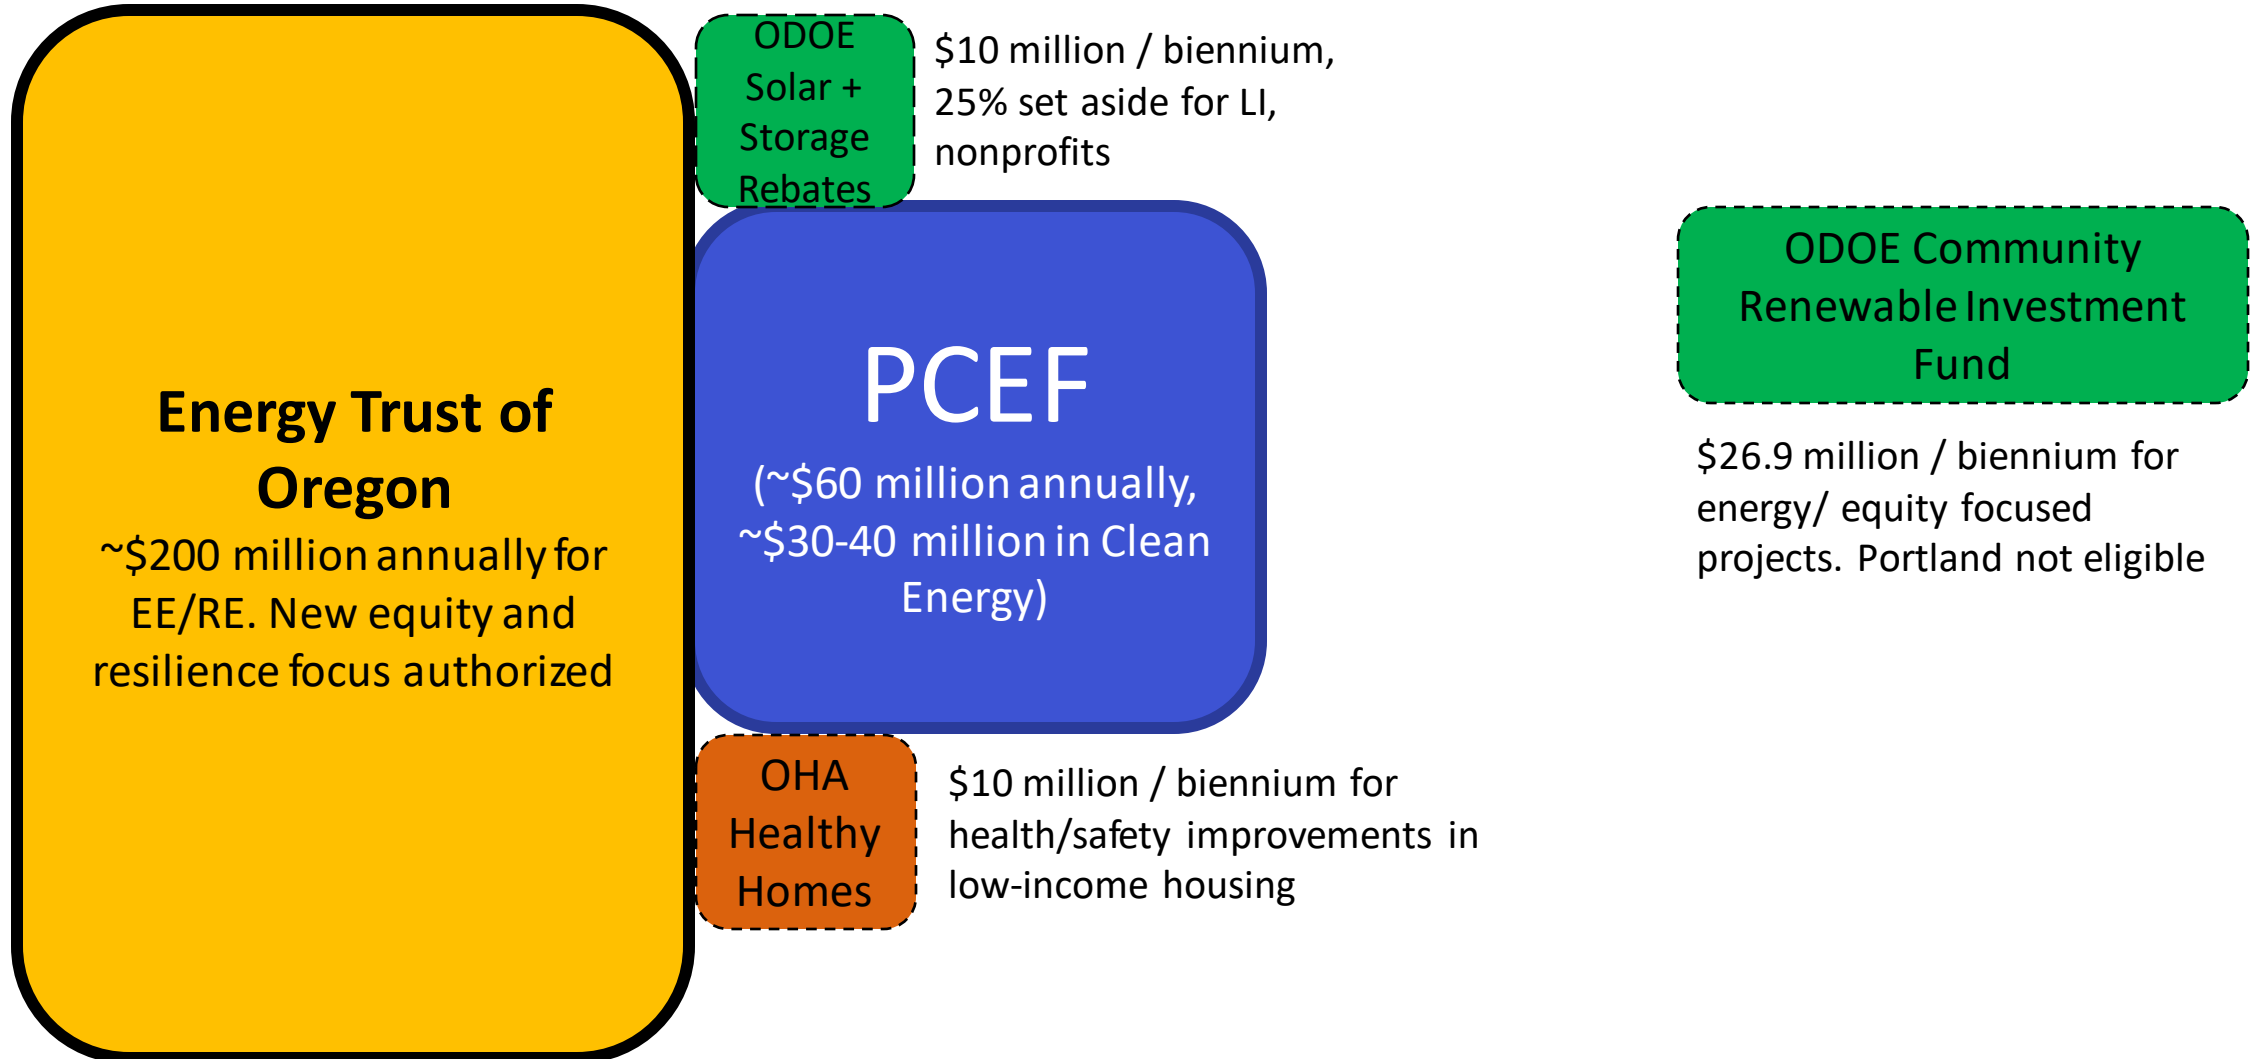 Energy Trust of
Oregon
~$200 million annually for
EE/RE. New equity and
resilience focus authorized
ODOE
Solar +
Storage
Rebates
$10 million / biennium,
25% set aside for LI,
nonprofits
PCEF
(~$60 million annually,
~$30-40 million in Clean
Energy)
OHA
Healthy
Homes
$10 million / biennium for
health/safety improvements in
low-income housing
ODOE Community
Renewable Investment
Fund
$26.9 million / biennium for
energy/ equity focused
projects. Portland not eligible